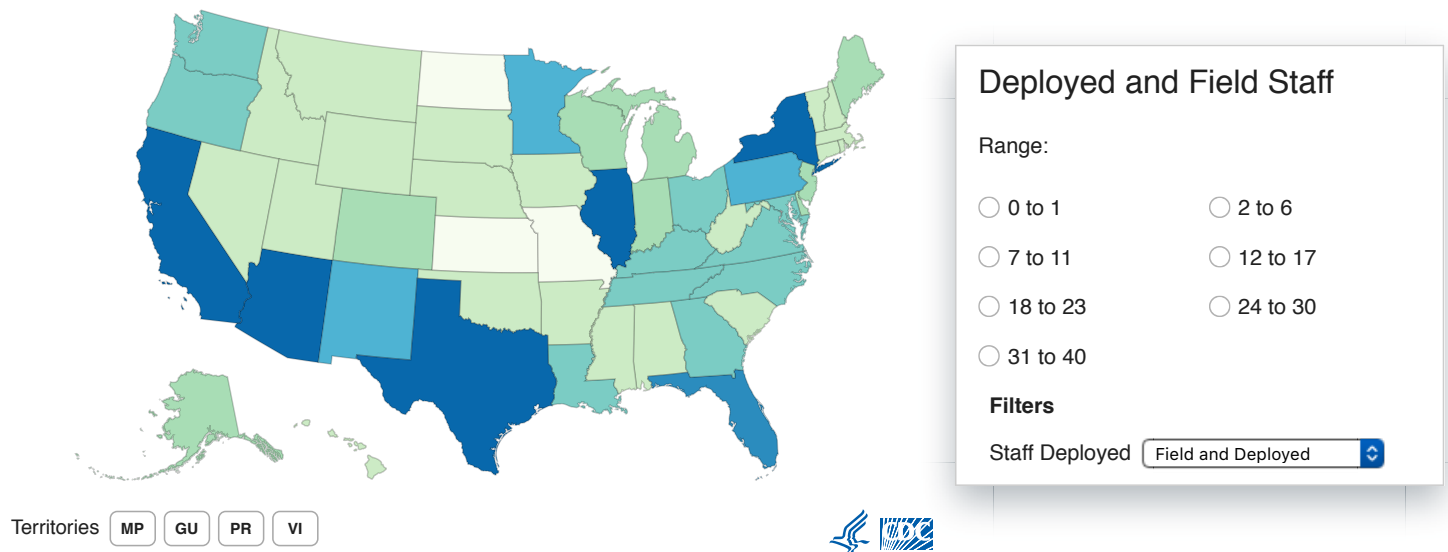 Deployed and Field Staff
Range:
0 to 1
2 to 6
7 to 11
12 to 17
18 to 23
24 to 30
31 to 40
Filters
Staff Deployed Field and Deployed
Territories MP GU PR VI
CDC